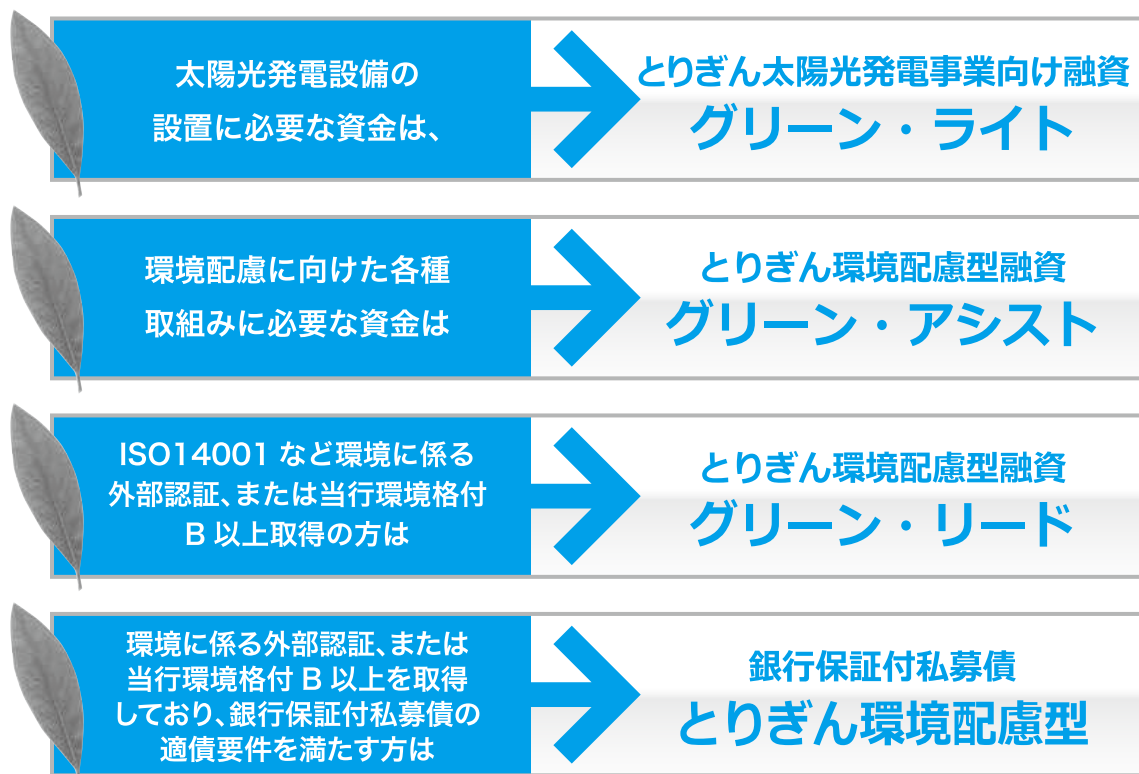 太陽光発電設備の
設置に必要な資金は、
とりぎん太陽光発電事業向け融資
グリーン・ライト
環境配慮に向けた各種
取組みに必要な資金は
とりぎん環境配慮型融資
グリーン・アシスト
ISO14001 など環境に係る
外部認証、または当行環境格付
B 以上取得の方は
とりぎん環境配慮型融資
グリーン・リード
環境に係る外部認証、または
当行環境格付 B 以上を取得
しており、銀行保証付私募債の
適債要件を満たす方は
銀行保証付私募債
とりぎん環境配慮型